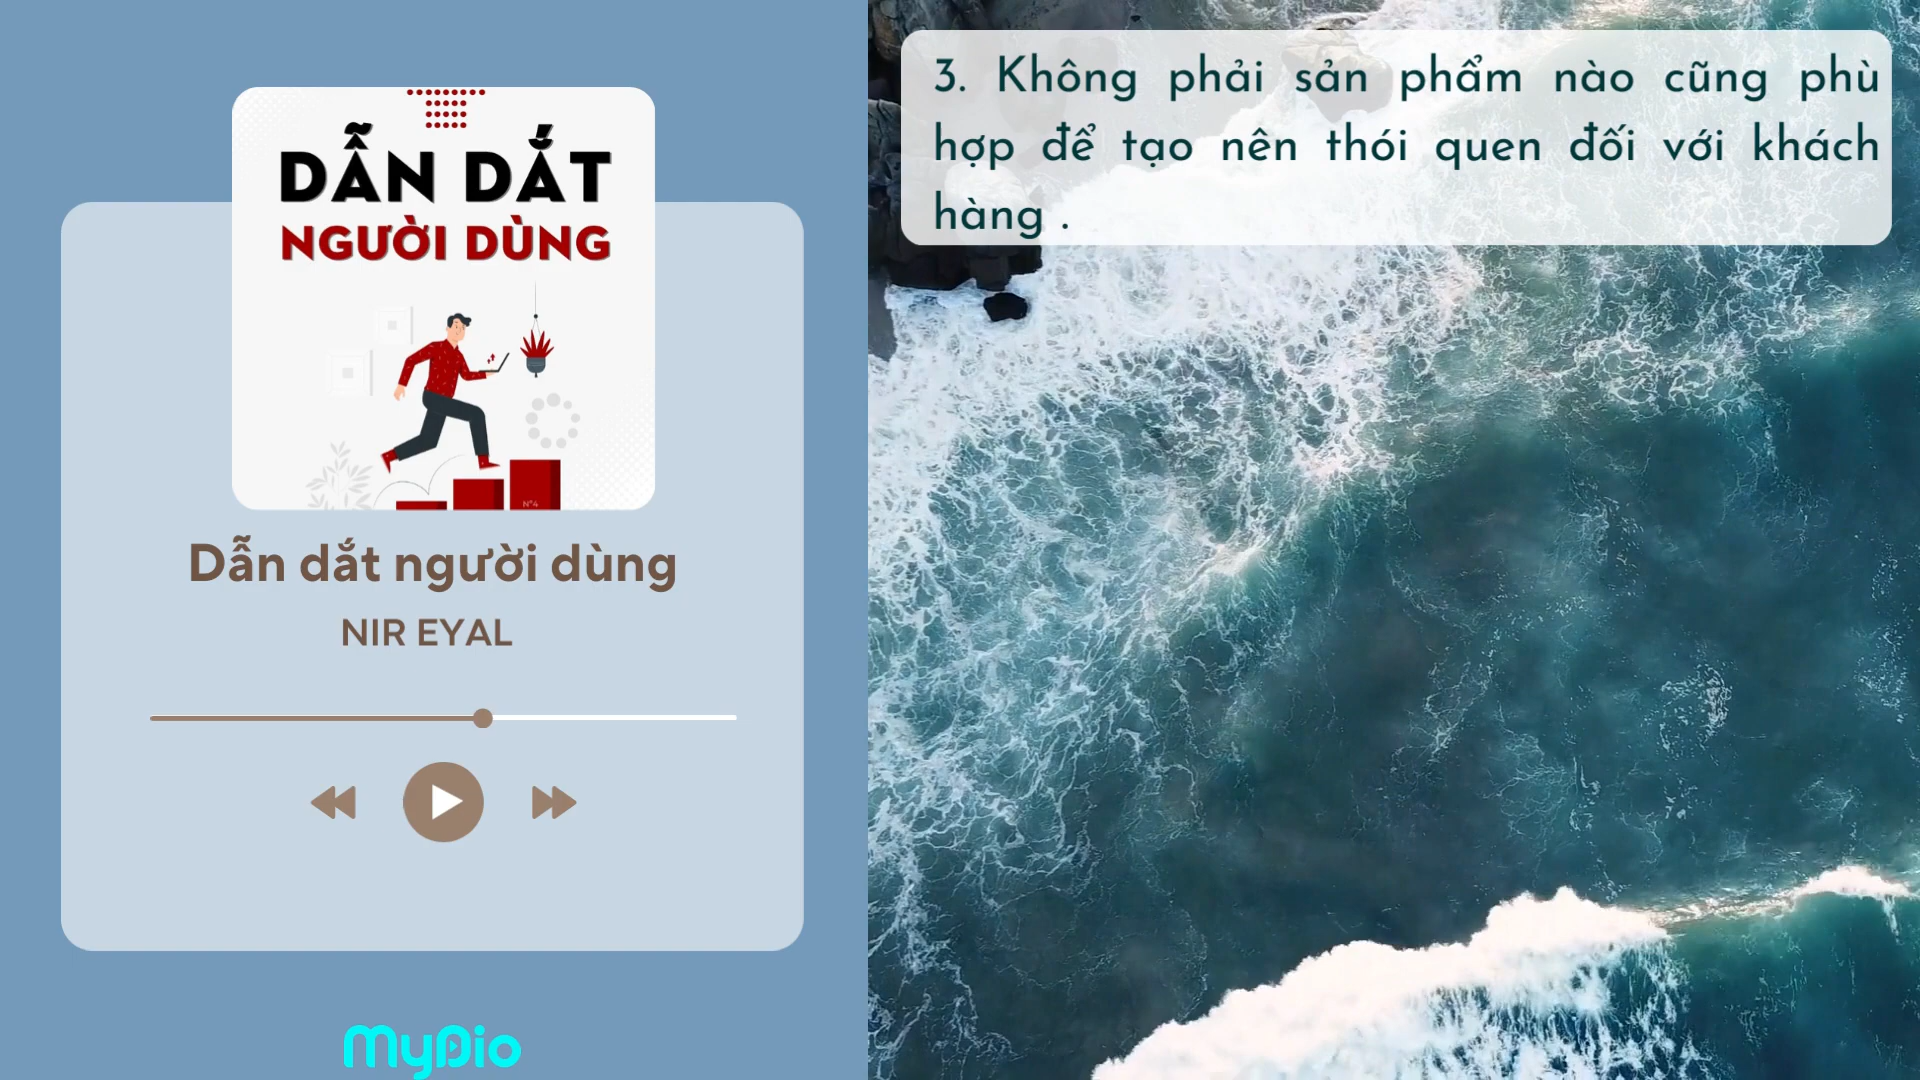 DẪN DẮT
NGƯỜI DÙNG
N°4
Dẫn dắt người dùng
NIR EYAL
MyDio
3. Không phải sản phẩm nào cũng phù
hợp để tạo nên thói quen đối với khách
hàng .